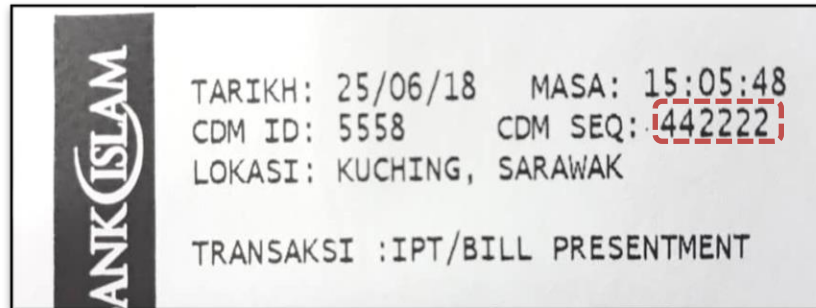 BANK ISLAM
TARIKH: 25/06/18 MASA: 15:05:48
CDM ID: 5558 CDM SEQ: 442222
LOKASI: KUCHING, SARAWAK
TRANSAKSI :IPT/BILL PRESENTMENT